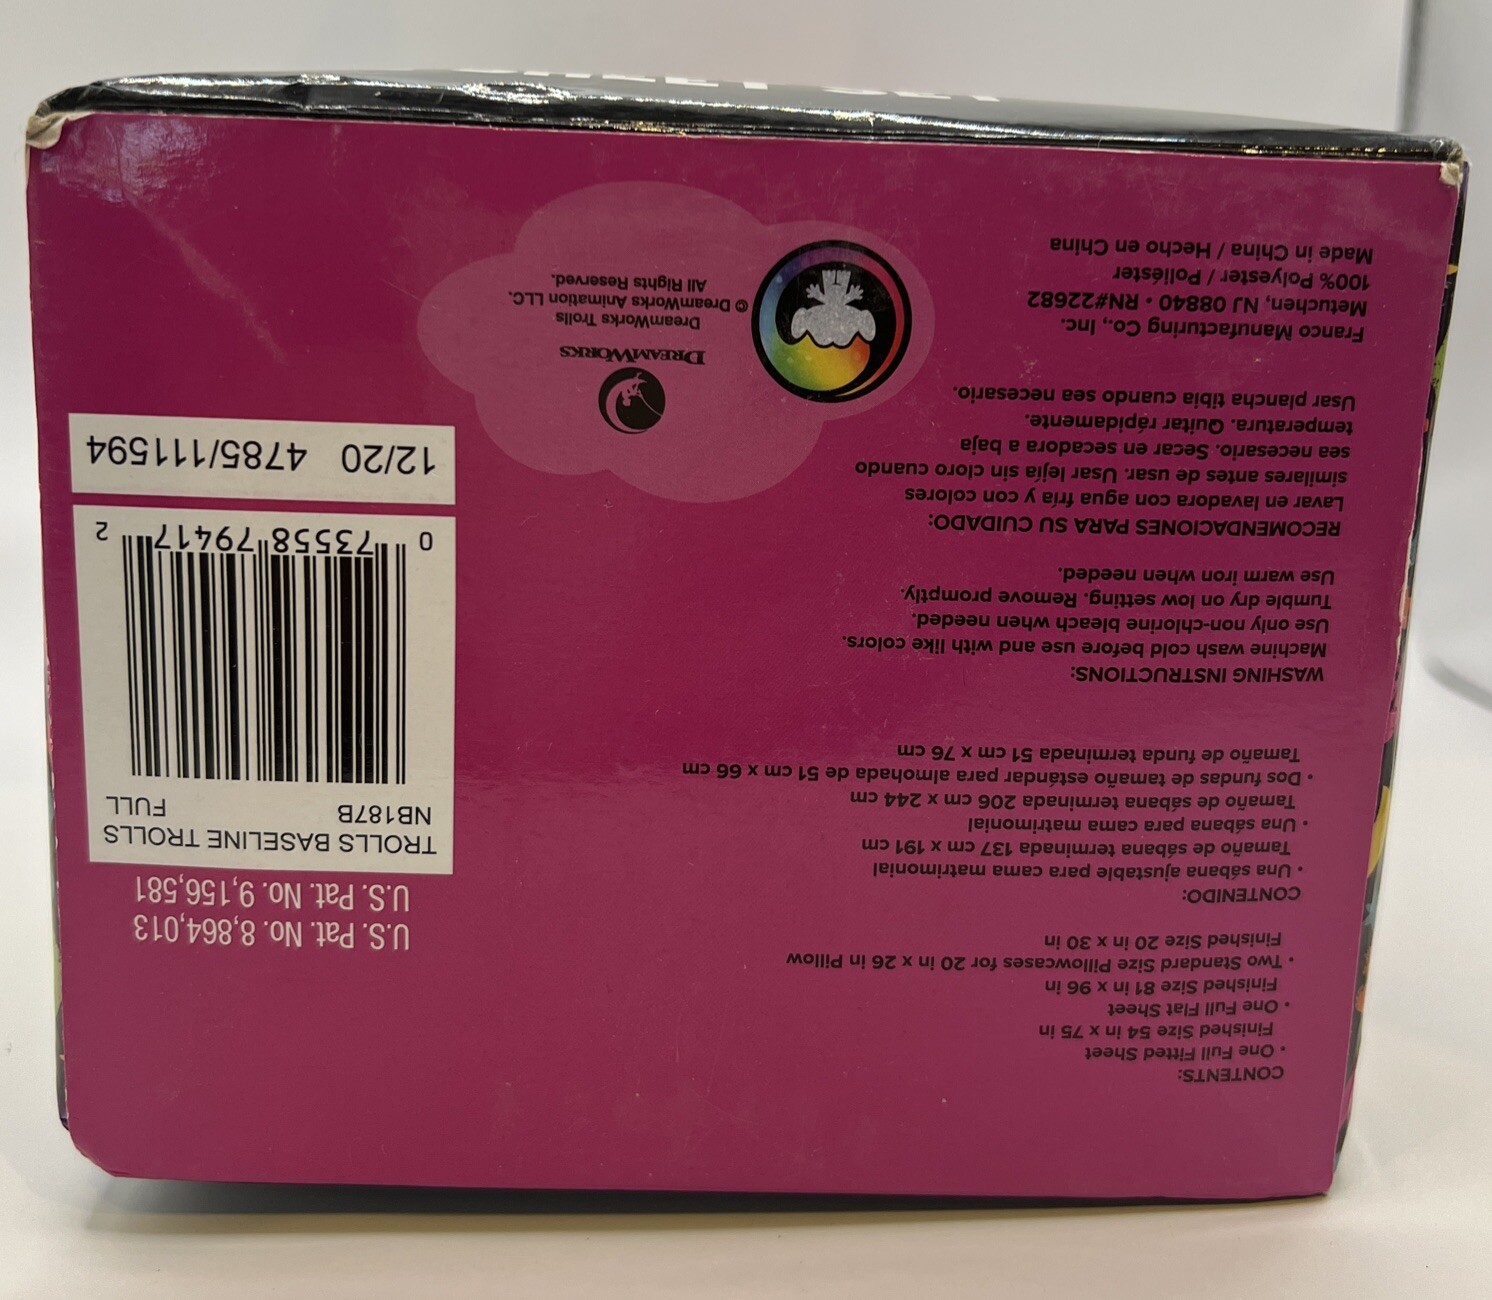 CONTENTS:
• One Full Fitted Sheet
Finished Size 54 in x 75 in
• One Full Flat Sheet
Finished Size 81 in x 96 in
• Two Standard Size Pillowcases for 20 in x 26 in Pillow
Finished Size 20 in x 30 in
CONTENIDO:
• Una sábana ajustable para cama matrimonial
Tamaño de sábana terminada 137 cm x 191 cm
• Una sábana para cama matrimonial
Tamaño de sábana terminada 206 cm x 244 cm
• Dos fundas de tamaño estándar para almohada de 51 cm x 66 cm
Tamaño de funda terminada 51 cm x 76 cm
WASHING INSTRUCTIONS:
Machine wash cold before use and with like colors.
Use only non-chlorine bleach when needed.
Tumble dry on low setting. Remove promptly.
Use warm iron when needed.
RECOMENDACIONES PARA SU CUIDADO:
Lavar en lavadora con agua fría y con colores
similares antes de usar. Usar lejía sin cloro cuando
sea necesario. Secar en secadora a baja
temperatura. Quitar rápidamente.
Usar plancha tibia cuando sea necesario.
Franco Manufacturing Co., Inc.
Metuchen, NJ 08840 • RN#22682
100% Polyester / Poliéster
Made in China / Hecho en China
U.S. Pat. No. 8,864,013
U.S. Pat. No. 9,156,581
TROLLS BASELINE TROLLS
NB187B FULL
0 73558 79417 2
12/20 4785/111594
DREAMWORKS
DreamWorks Trolls
© DreamWorks Animation LLC.
All Rights Reserved.
SHEET SET